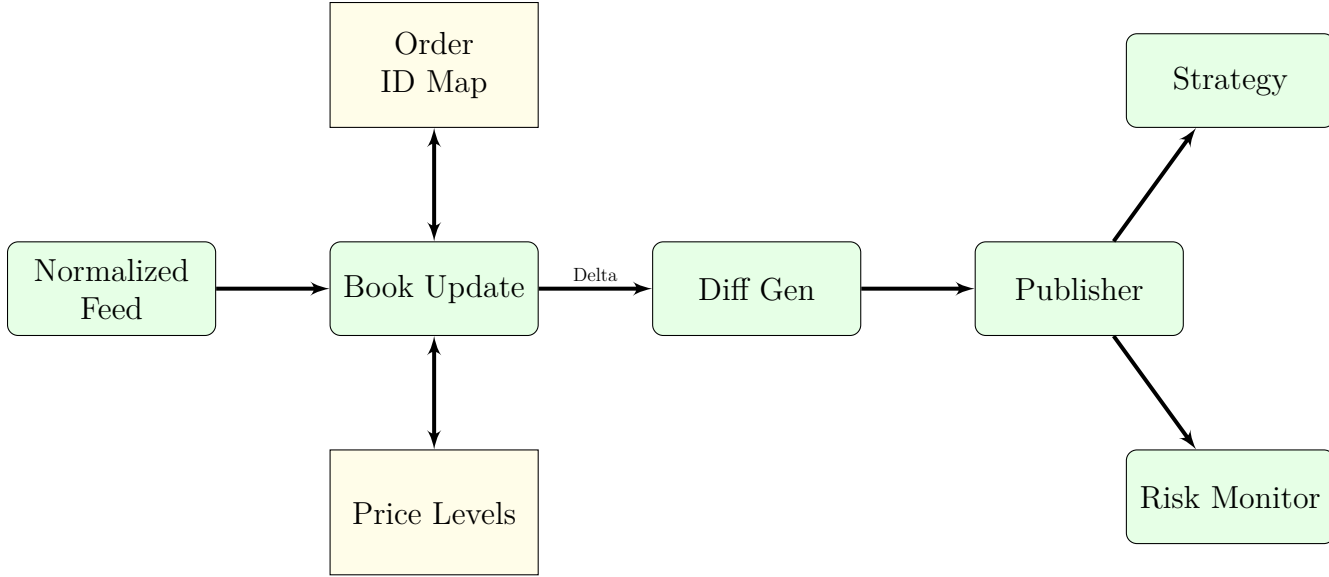 Order
ID Map
Strategy
Normalized
Feed
Book Update
Delta
Diff Gen
Publisher
Price Levels
Risk Monitor